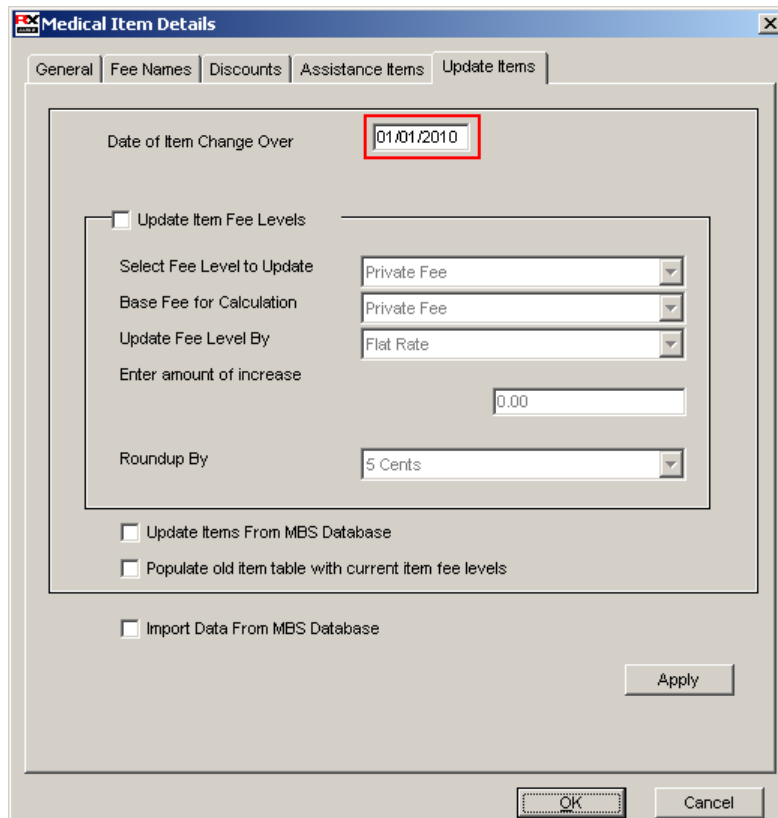 Medical Item Details
General Fee Names Discounts Assistance Items Update Items
Date of Item Change Over 01/01/2010
Update Item Fee Levels
Select Fee Level to Update Private Fee
Base Fee for Calculation Private Fee
Update Fee Level By Flat Rate
Enter amount of increase
0.00
Roundup By 5 Cents
Update Items From MBS Database
Populate old item table with current item fee levels
Import Data From MBS Database
Apply
OK Cancel